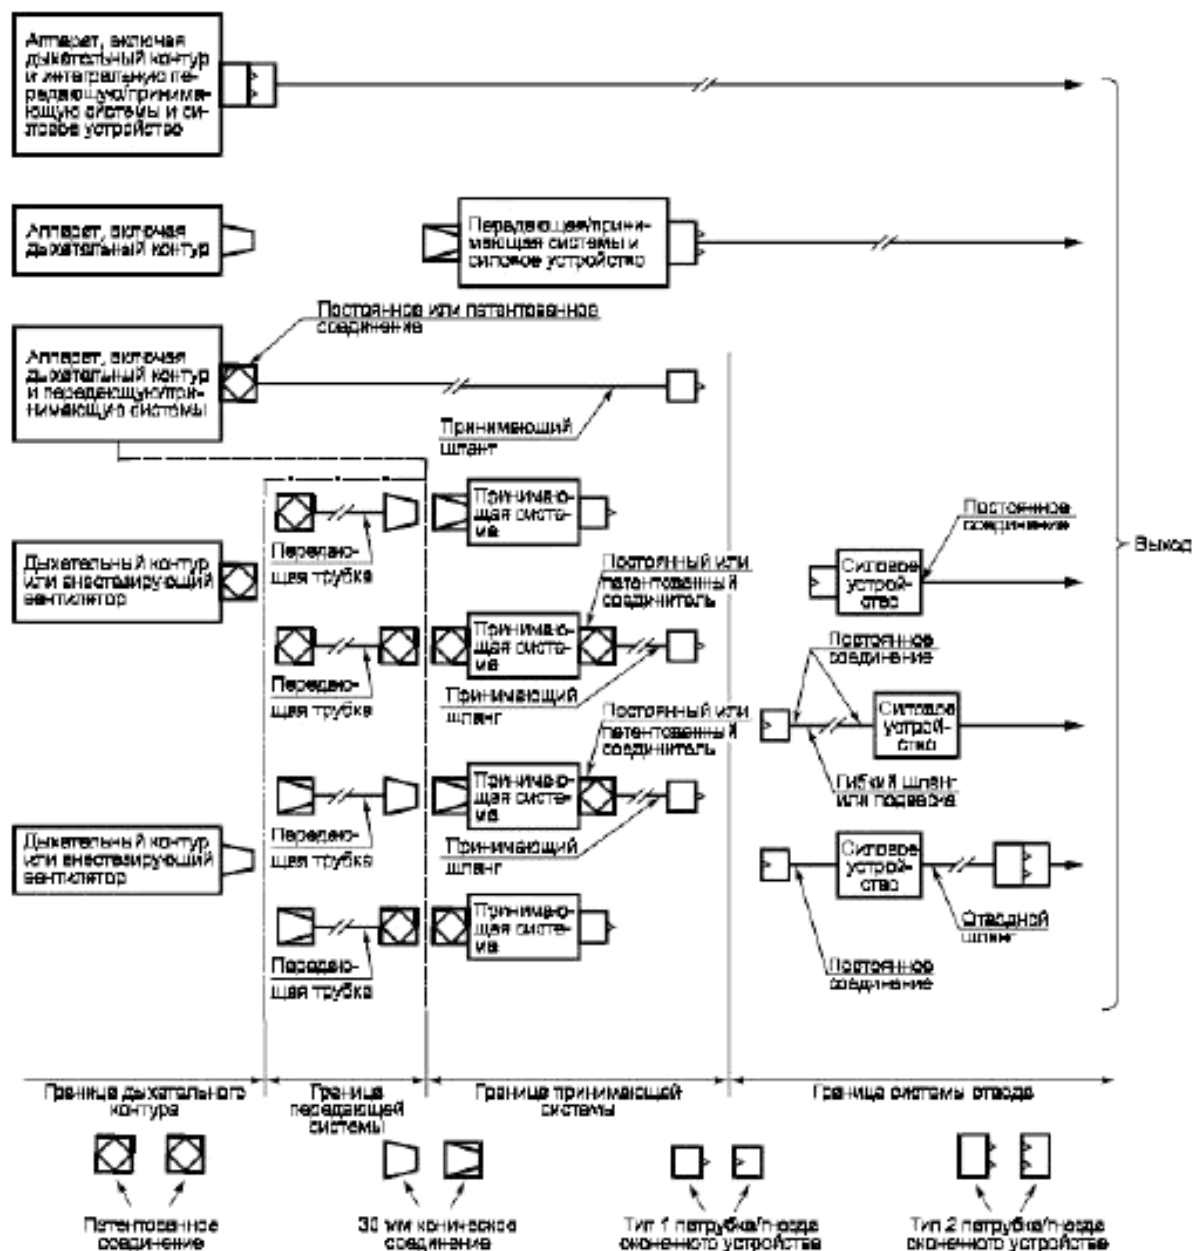 Аппарат, включая
дыхательный контур
и интегральную пе-
редающую/принима-
ющую системы и си-
ловое устройство
Аппарат, включая
дыхательный контур
Передающая/прини-
мающая системы и
силовое устройство
Постоянное или патентованное
соединение
Аппарат, включая
дыхательный контур
и передающую/при-
нимающую системы
Принимающий
шланг
Принимаю-
щая систе-
ма
Передаю-
щая трубка
Постоянное
соединение
Выход
Дыхательный контур
или анестезирующий
вентилятор
Постоянный или
патентованный
соединитель
Силовое
устрой-
ство
Принимаю-
щая систе-
ма
Передаю-
щая трубка
Принимающий
шланг
Постоянное
соединение
Постоянный или
патентованный
соединитель
Силовое
устрой-
ство
Гибкий шланг
или подвеска
Принимаю-
щая систе-
ма
Передаю-
щая трубка
Принимающий
шланг
Дыхательный контур
или анестезирующий
вентилятор
Силовое
устрой-
ство
Отводной
шланг
Постоянное
соединение
Принимаю-
щая систе-
ма
Передаю-
щая трубка
Граница дыхательного
контура
Граница
передающей
системы
Граница принимающей
системы
Граница системы отвода
Патентованное
соединение
30 мм коническое
соединение
Тип 1 патрубка/гнезда
оконечного устройства
Тип 2 патрубка/гнезда
оконечного устройства